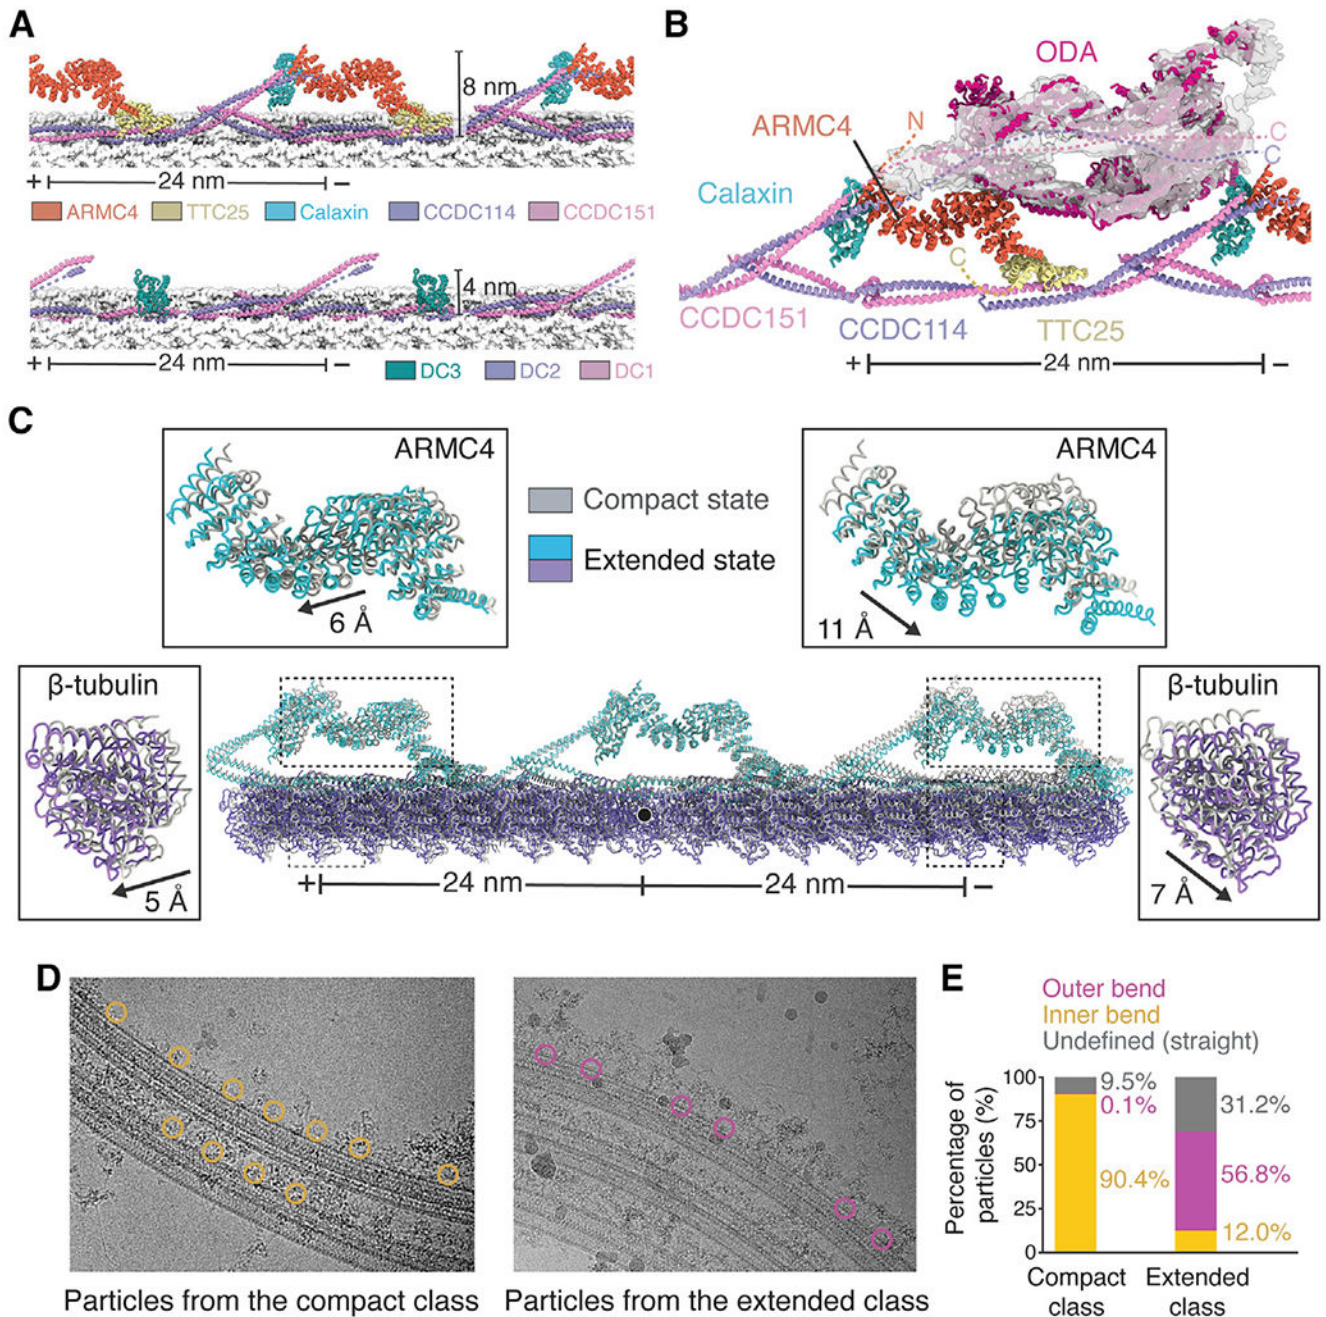 A
8 nm
+ 24 nm −
ARMC4 TTC25 Calaxin CCDC114 CCDC151
4 nm
+ 24 nm −
DC3 DC2 DC1
B
ODA
ARMC4 N
C
C
Calaxin
C
CCDC151 CCDC114 TTC25
+ 24 nm −
C
ARMC4
6 Å
Compact state
Extended state
ARMC4
11 Å
β-tubulin
5 Å
β-tubulin
7 Å
+ 24 nm 24 nm −
D
Particles from the compact class
Particles from the extended class
E
Outer bend
Inner bend
Undefined (straight)
Percentage of
particles (%)
100
75
50
25
0
9.5%
0.1%
90.4%
31.2%
56.8%
12.0%
Compact
class
Extended
class